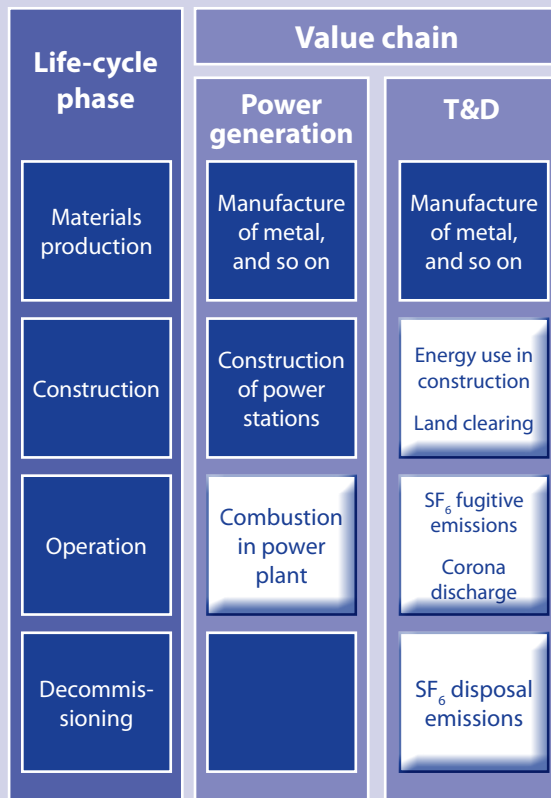 Value chain
Life-cycle
phase
Power
generation
T&D
Materials
production
Manufacture
of metal,
and so on
Manufacture
of metal,
and so on
Construction
Construction
of power
stations
Energy use in
construction
Land clearing
Operation
Combustion
in power
plant
SF₆ fugitive
emissions
Corona
discharge
Decommis-
sioning
SF₆ disposal
emissions